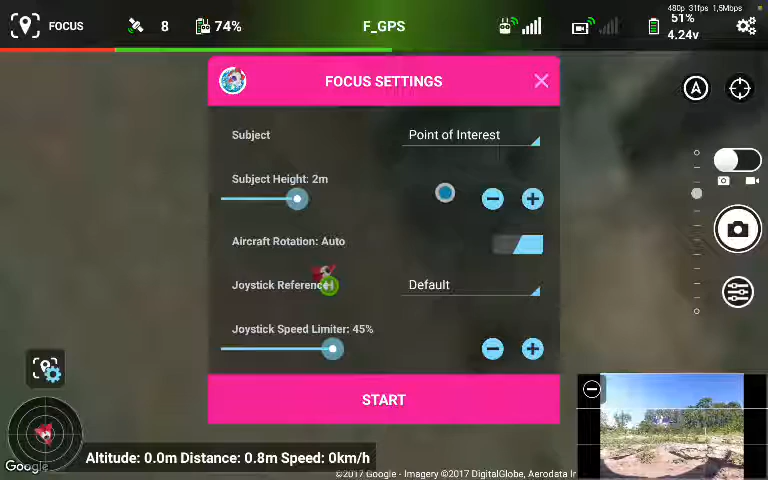 480p 31fips 1,5Mbps
FOCUS
8
74%
F_GPS
51%
4.24v
FOCUS SETTINGS
Subject
Point of Interest
Subject Height: 2m
Aircraft Rotation: Auto
Joystick Reference
Default
Joystick Speed Limiter: 45%
START
A
H
Altitude: 0.0m Distance: 0.8m Speed: 0km/h
Google
©2017 Google - Imagery ©2017 DigitalGlobe, Aerodata In